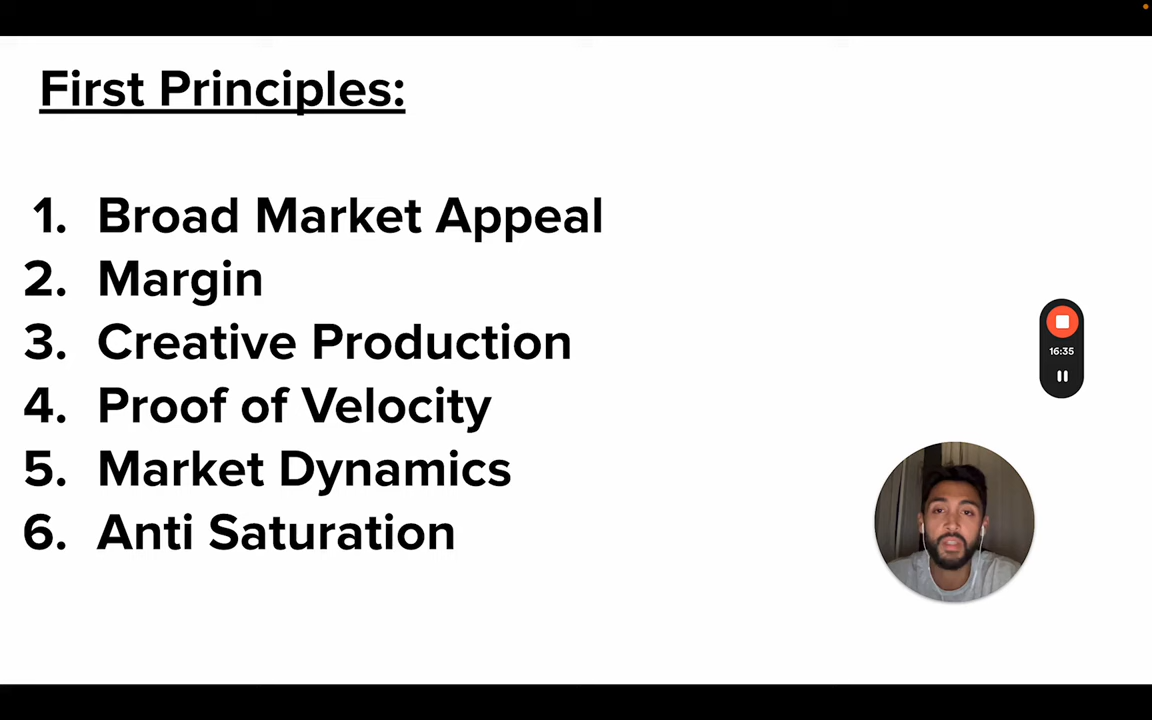 First Principles:
1. Broad Market Appeal
2. Margin
3. Creative Production
4. Proof of Velocity
5. Market Dynamics
6. Anti Saturation
16:35